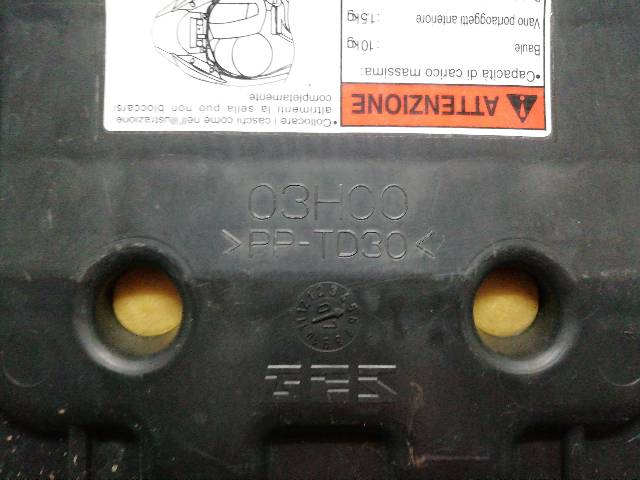 03H00
>PP-TD30<
ATTENZIONE
•Capacità di carico massima:
Baule :10kg
Vano portaoggetti anteriore :1.5kg
•Collocare i caschi come nell'illustrazione
altrimenti la sella può non bloccarsi
completamente